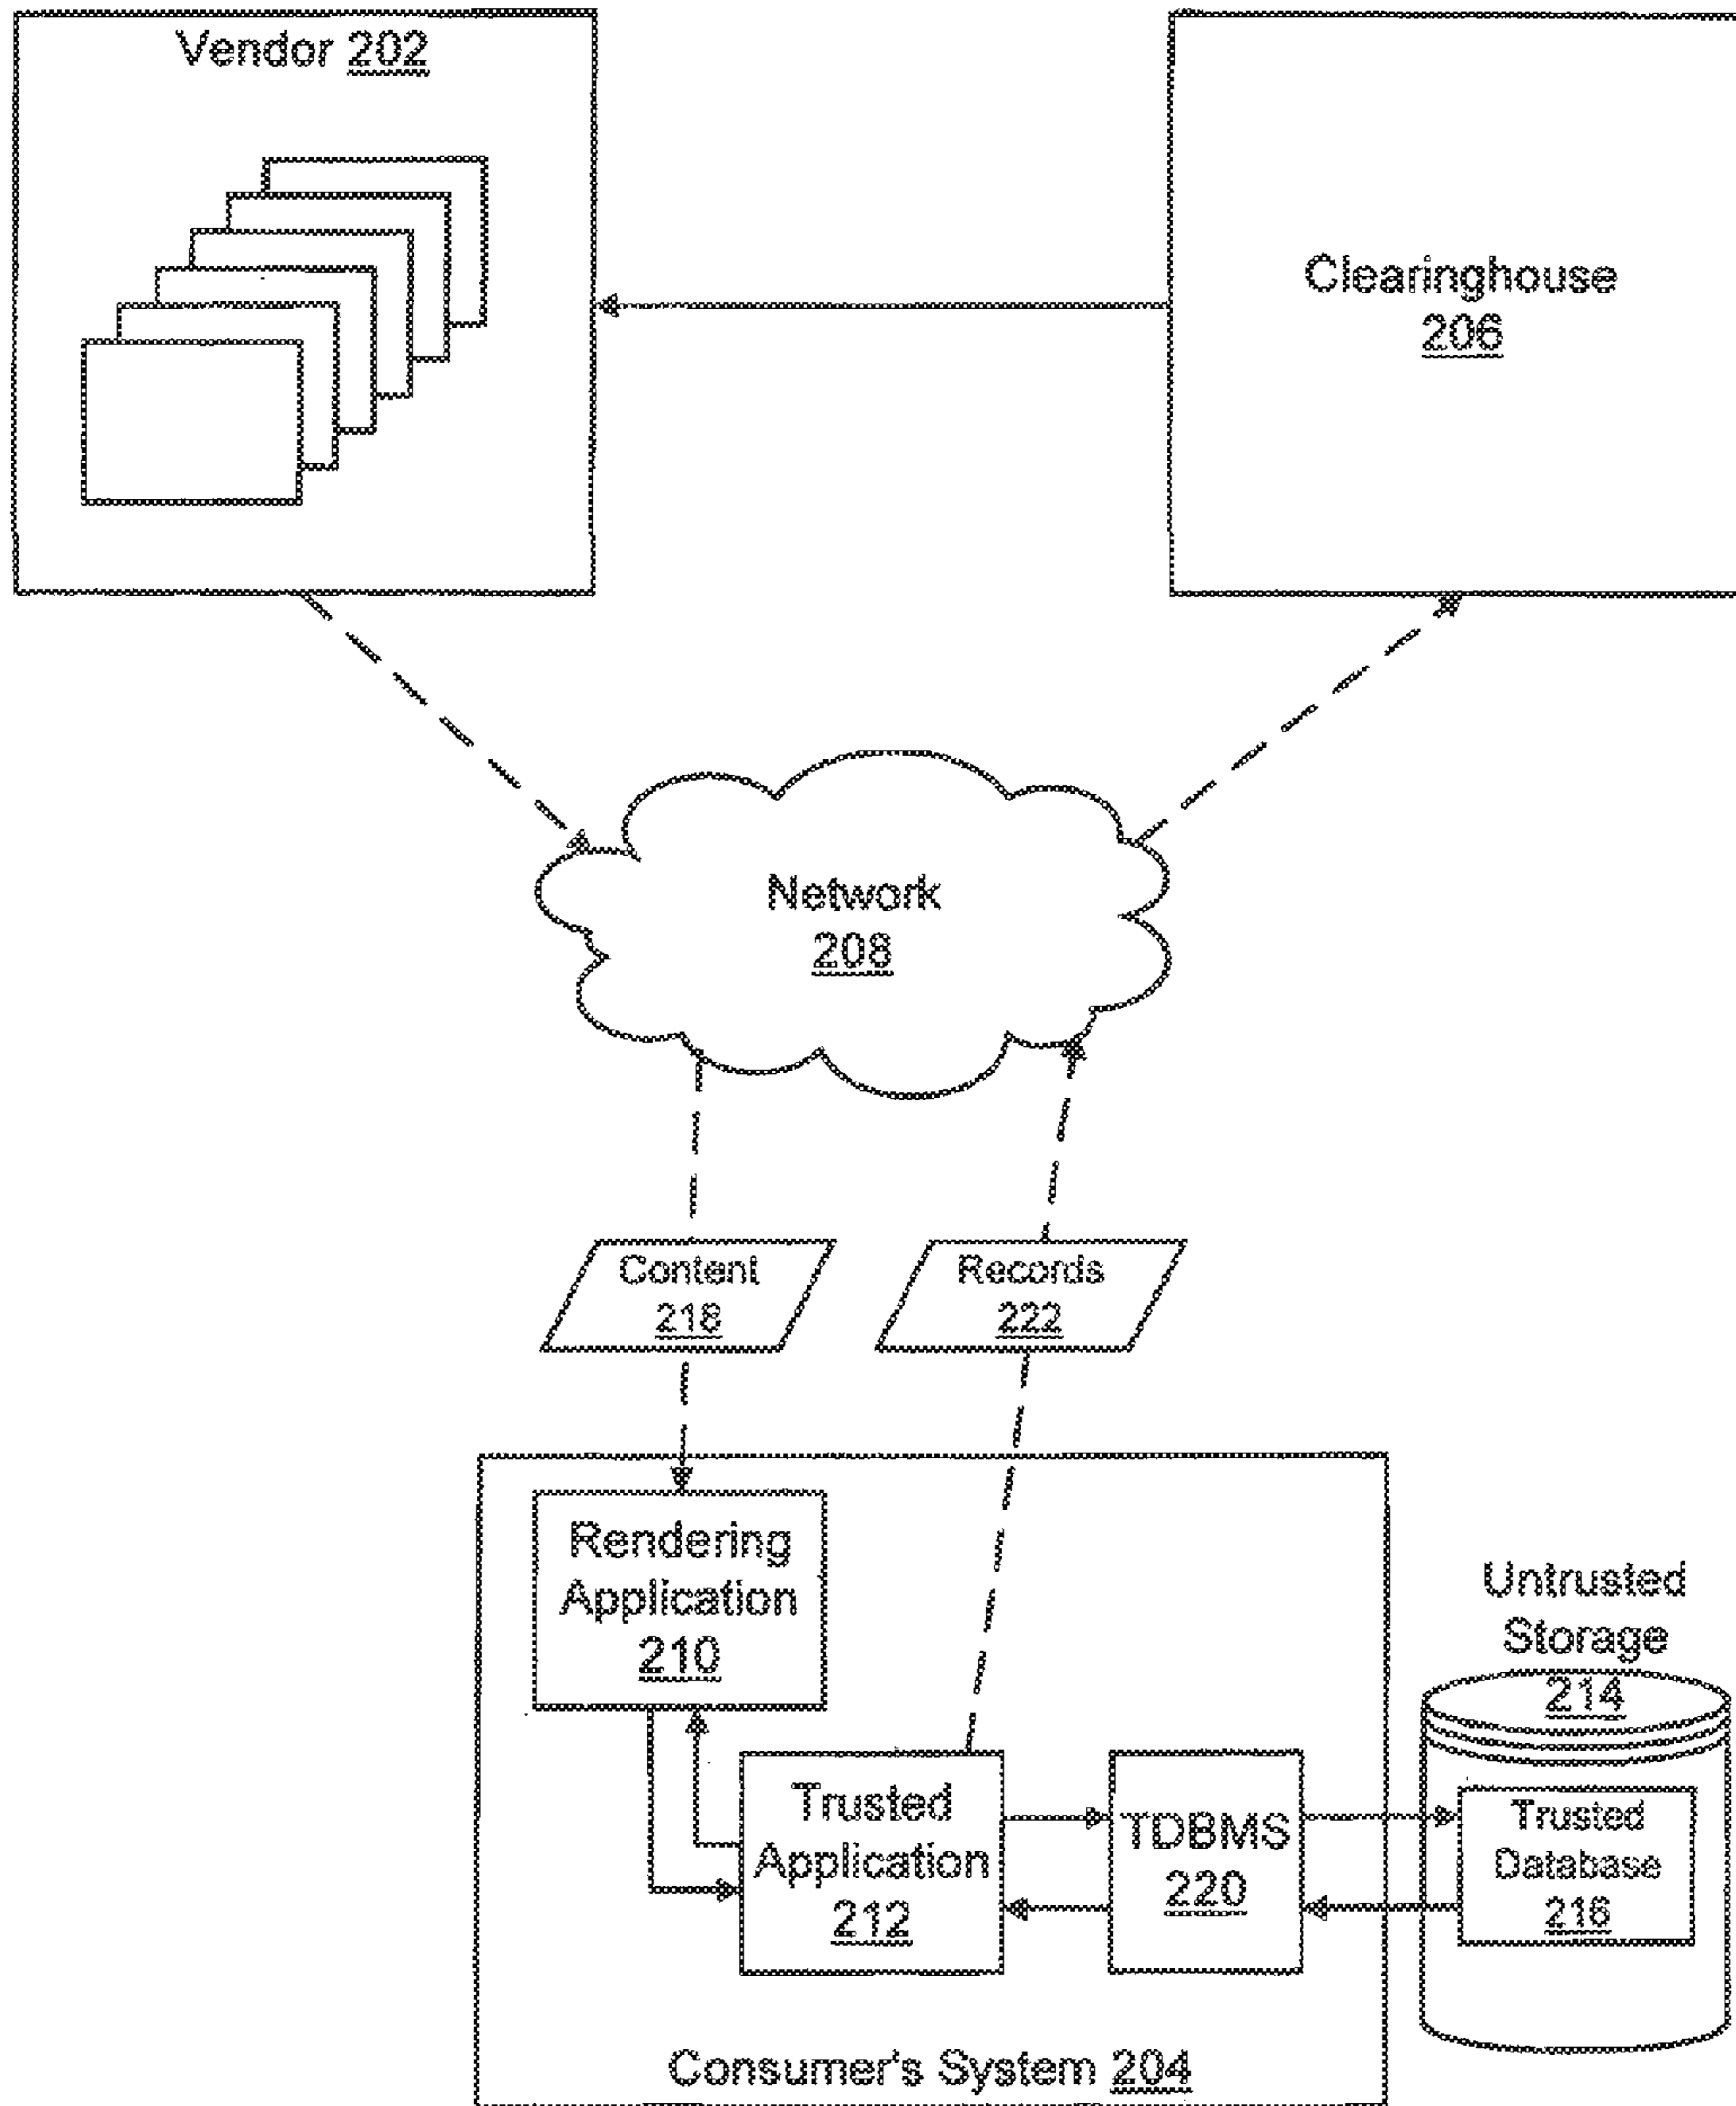 Vendor 202
Clearinghouse
206
Network
208
Content
218
Records
222
Rendering
Application
210
Untrusted
Storage
214
Trusted
Application
212
TDBMS
220
Trusted
Database
216
Consumer's System 204